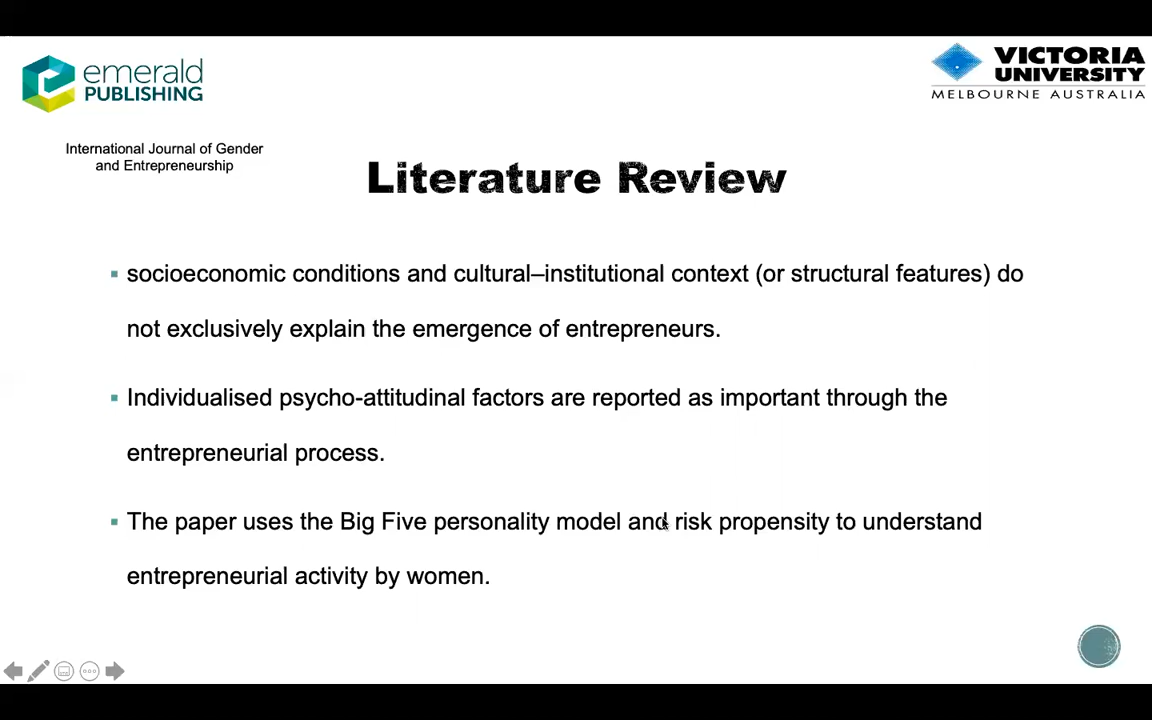 emerald
PUBLISHING
VICTORIA
UNIVERSITY
MELBOURNE AUSTRALIA
International Journal of Gender
and Entrepreneurship
Literature Review
socioeconomic conditions and cultural–institutional context (or structural features) do
not exclusively explain the emergence of entrepreneurs.
Individualised psycho-attitudinal factors are reported as important through the
entrepreneurial process.
The paper uses the Big Five personality model and risk propensity to understand
entrepreneurial activity by women.